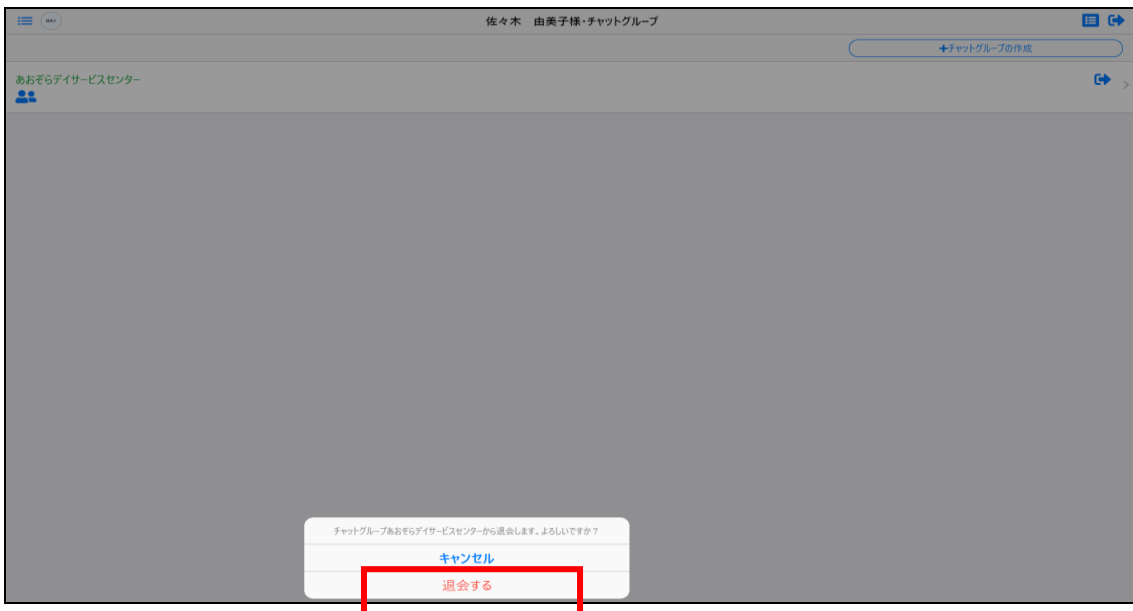 佐々木　由美子様・チャットグループ
+チャットグループの作成
あおぞらデイサービスセンター
チャットグループあおぞらデイサービスセンターから退会します。よろしいですか？
キャンセル
退会する